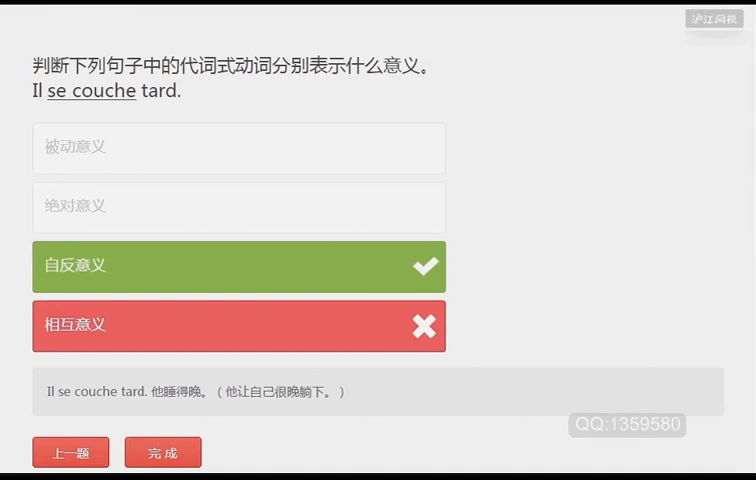 沪江网校
判断下列句子中的代词式动词分别表示什么意义。
Il se couche tard.
被动意义
绝对意义
自反意义
相互意义
Il se couche tard. 他睡得晚。（他让自己很晚躺下。）
QQ:1359580
上一题 完成